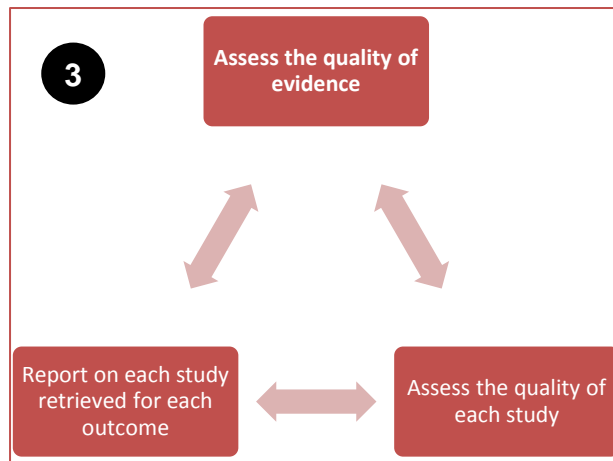 3
Assess the quality of
evidence
Report on each study
retrieved for each
outcome
Assess the quality of
each study